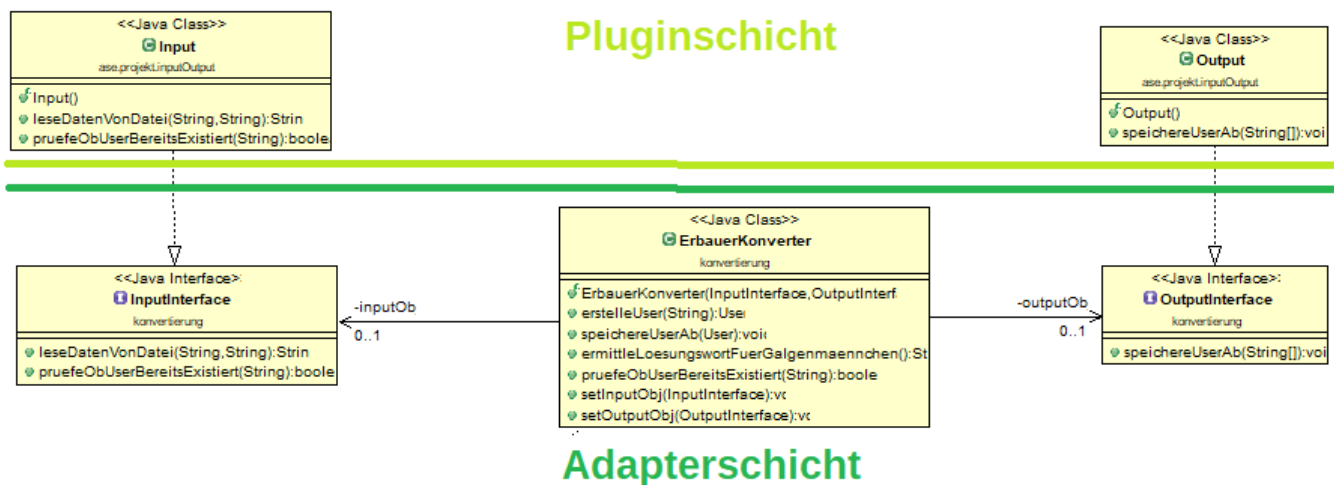 <<Java Class>>
Input
ase.projekt.inputOutput
Input()
leseDatenVonDatei(String,String):Strin
pruefeObUserBereitsExistiert(String):boole
Pluginschicht
<<Java Class>>
Output
ase.projekt.inputOutput
Output()
speichereUserAb(String[]):voi
<<Java Interface>:
InputInterface
konvertierung
leseDatenVonDatei(String,String):Strin
pruefeObUserBereitsExistiert(String):boole
-inputOb
0..1
<<Java Class>>
ErbauerKonverter
konvertierung
ErbauerKonverter(InputInterface,OutputInterf
erstelleUser(String):User
speichereUserAb(User):voic
ermittleLoesungswortFuerGalgenmaennchen():St
pruefeObUserBereitsExistiert(String):boole
setInputObj(InputInterface):vc
setOutputObj(OutputInterface):vc
-outputOb
0..1
<<Java Interface>:
OutputInterface
konvertierung
speichereUserAb(String[]):voi
Adapterschicht